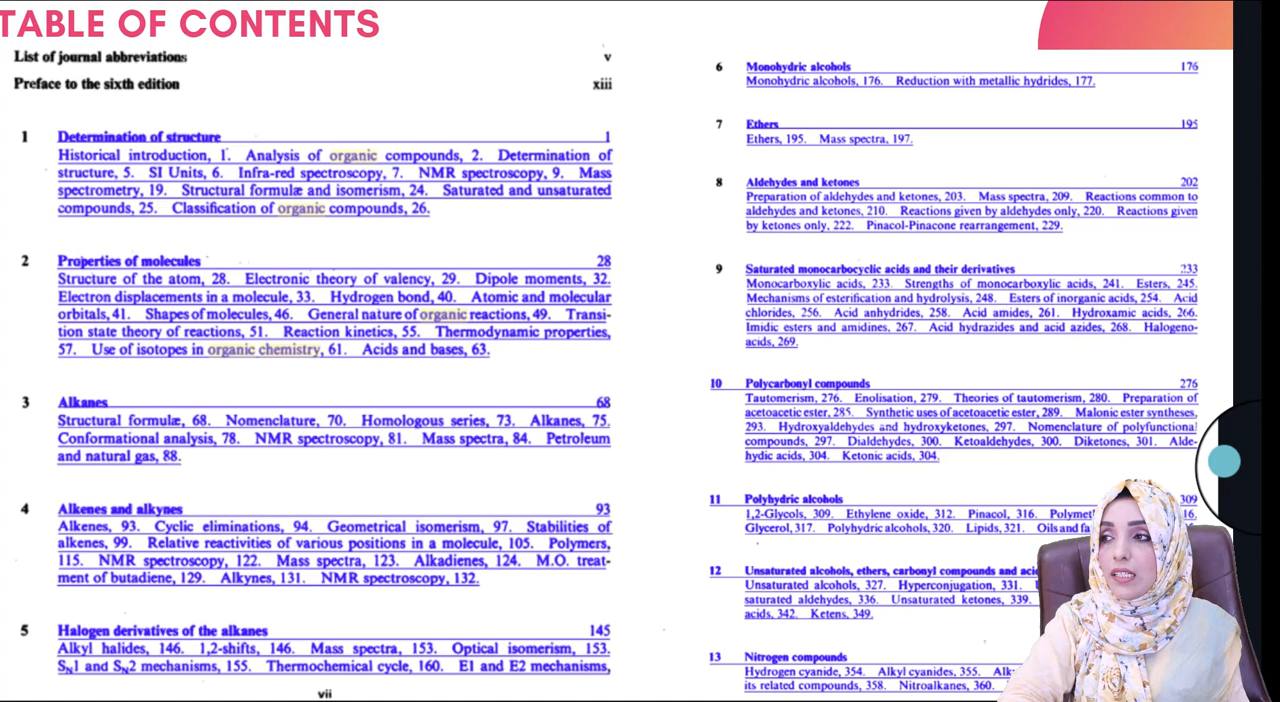 TABLE OF CONTENTS
List of journal abbreviations v
Preface to the sixth edition xiii
1 Determination of structure 1
Historical introduction, 1. Analysis of organic compounds, 2. Determination of
structure, 5. SI Units, 6. Infra-red spectroscopy, 7. NMR spectroscopy, 9. Mass
spectrometry, 19. Structural formulæ and isomerism, 24. Saturated and unsaturated
compounds, 25. Classification of organic compounds, 26.
2 Properties of molecules 28
Structure of the atom, 28. Electronic theory of valency, 29. Dipole moments, 32.
Electron displacements in a molecule, 33. Hydrogen bond, 40. Atomic and molecular
orbitals, 41. Shapes of molecules, 46. General nature of organic reactions, 49. Transi-
tion state theory of reactions, 51. Reaction kinetics, 55. Thermodynamic properties,
57. Use of isotopes in organic chemistry, 61. Acids and bases, 63.
3 Alkanes 68
Structural formulæ, 68. Nomenclature, 70. Homologous series, 73. Alkanes, 75.
Conformational analysis, 78. NMR spectroscopy, 81. Mass spectra, 84. Petroleum
and natural gas, 88.
4 Alkenes and alkynes 93
Alkenes, 93. Cyclic eliminations, 94. Geometrical isomerism, 97. Stabilities of
alkenes, 99. Relative reactivities of various positions in a molecule, 105. Polymers,
115. NMR spectroscopy, 122. Mass spectra, 123. Alkadienes, 124. M.O. treat-
ment of butadiene, 129. Alkynes, 131. NMR spectroscopy, 132.
5 Halogen derivatives of the alkanes 145
Alkyl halides, 146. 1,2-shifts, 146. Mass spectra, 153. Optical isomerism, 153.
SN1 and SN2 mechanisms, 155. Thermochemical cycle, 160. E1 and E2 mechanisms,
vii
6 Monohydric alcohols 176
Monohydric alcohols, 176. Reduction with metallic hydrides, 177.
7 Ethers 195
Ethers, 195. Mass spectra, 197.
8 Aldehydes and ketones 202
Preparation of aldehydes and ketones, 203. Mass spectra, 209. Reactions common to
aldehydes and ketones, 210. Reactions given by aldehydes only, 220. Reactions given
by ketones only, 222. Pinacol-Pinacone rearrangement, 229.
9 Saturated monocarbocyclic acids and their derivatives 233
Monocarboxylic acids, 233. Strengths of monocarboxylic acids, 241. Esters, 245.
Mechanisms of esterification and hydrolysis, 248. Esters of inorganic acids, 254. Acid
chlorides, 256. Acid anhydrides, 258. Acid amides, 261. Hydroxamic acids, 266.
Imidic esters and amidines, 267. Acid hydrazides and acid azides, 268. Halogeno-
acids, 269.
10 Polycarbonyl compounds 276
Tautomerism, 276. Enolisation, 279. Theories of tautomerism, 280. Preparation of
acetoacetic ester, 285. Synthetic uses of acetoacetic ester, 289. Malonic ester syntheses,
293. Hydroxyaldehydes and hydroxyketones, 297. Nomenclature of polyfunctional
compounds, 297. Dialdehydes, 300. Ketoaldehydes, 300. Diketones, 301. Alde-
hydic acids, 304. Ketonic acids, 304.
11 Polyhydric alcohols 309
1,2-Glycols, 309. Ethylene oxide, 312. Pinacol, 316. 16.
Glycerol, 317. Polyhydric alcohols, 320. Lipids, 321. Oils and
12 Unsaturated alcohols, ethers, carbonyl compounds and
Unsaturated alcohols, 327. Hyperconjugation, 331.
saturated aldehydes, 336. Unsaturated ketones, 339.
acids, 342. Ketens, 349.
13 Nitrogen compounds
Hydrogen cyanide, 354. Alkyl cyanides, 355.
its related compounds, 358. Nitroalkanes, 360.